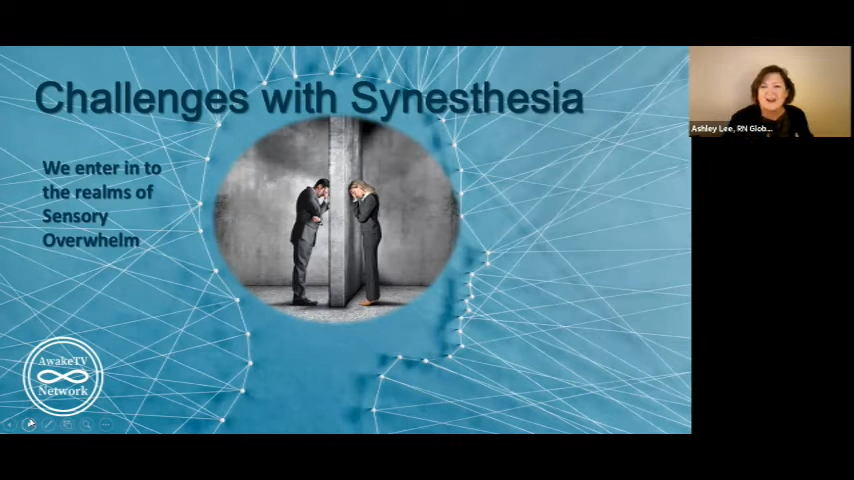 Challenges with Synesthesia
We enter in to
the realms of
Sensory
Overwhelm
AwakeTV
Network
Ashley Lee, RN Glob...